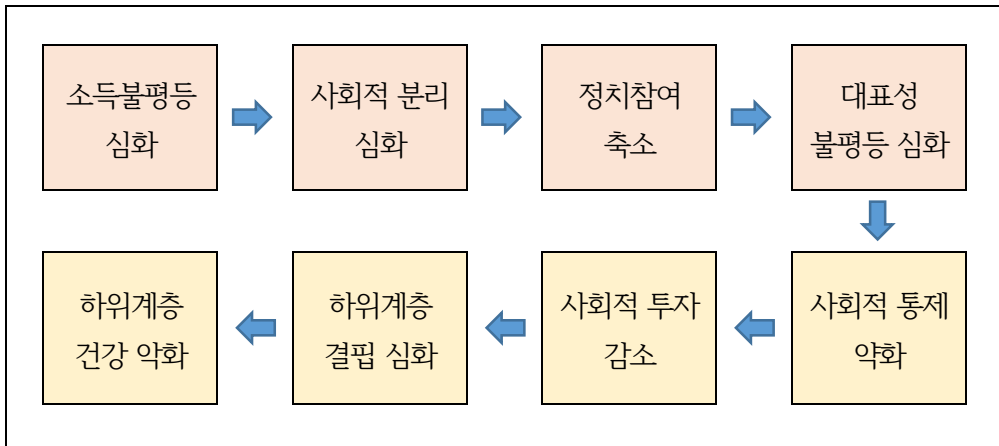 소득불평등
심화
사회적 분리
심화
정치참여
축소
대표성
불평등 심화
사회적 통제
약화
사회적 투자
감소
하위계층
결핍 심화
하위계층
건강 악화